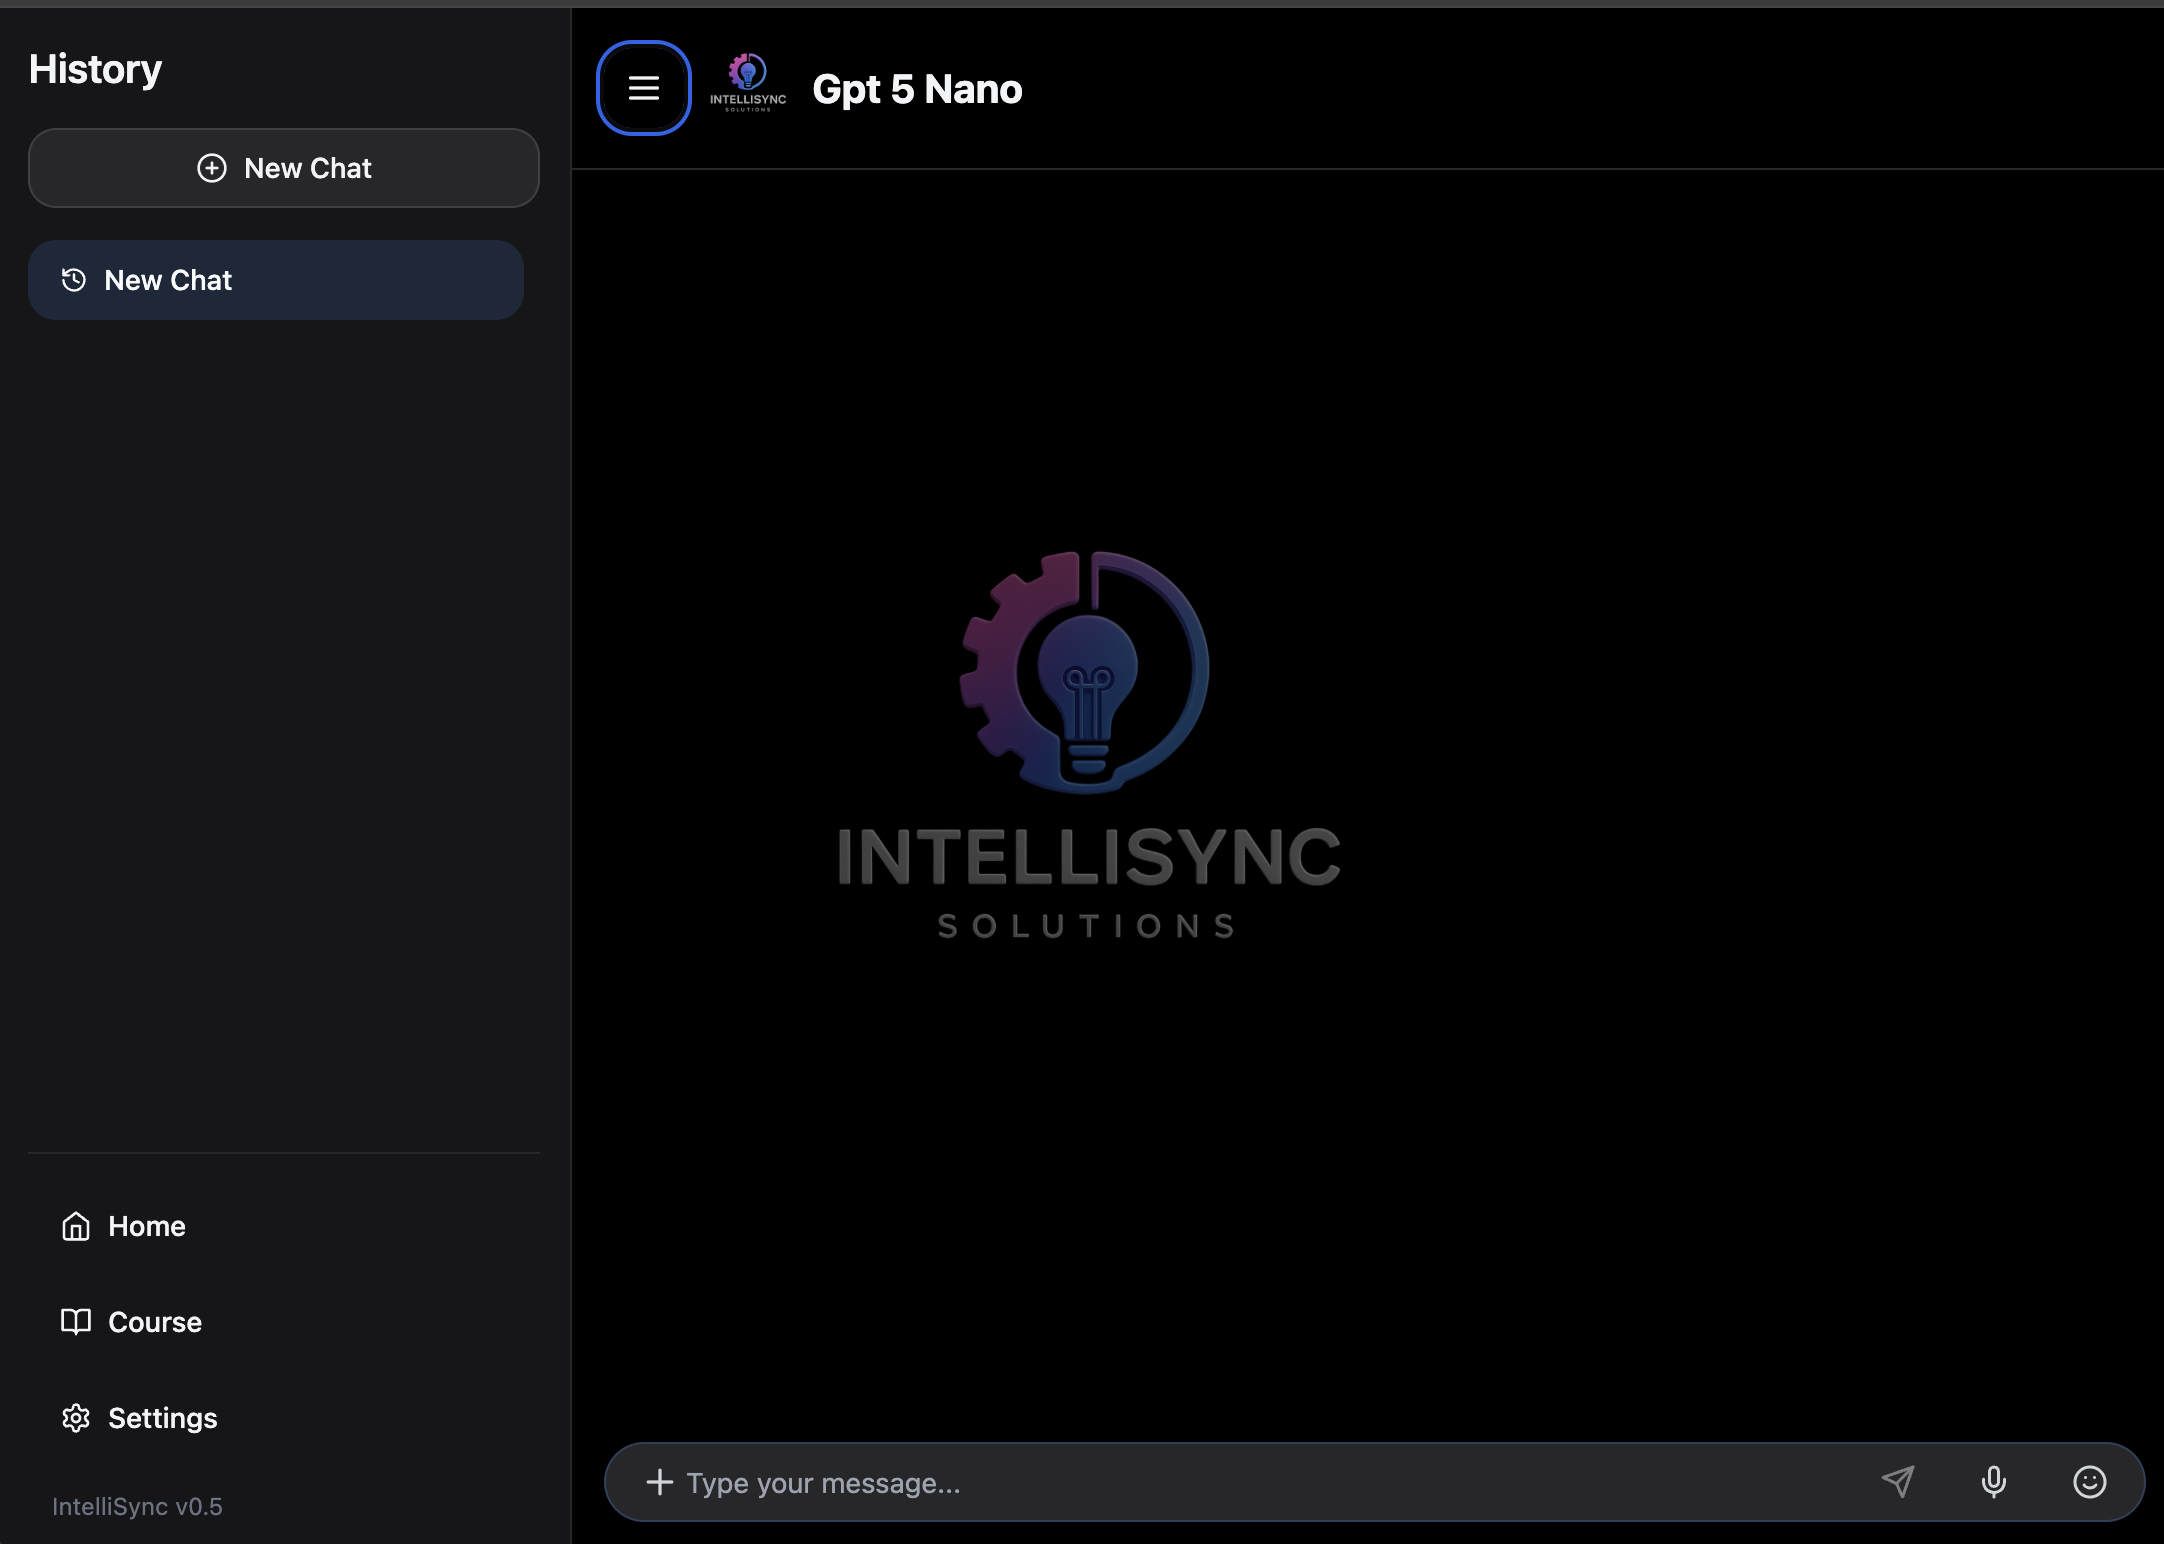 History
New Chat
New Chat
Home
Course
Settings
IntelliSync v0.5
INTELLISYNC
SOLUTIONS
Gpt 5 Nano
INTELLISYNC
SOLUTIONS
Type your message...